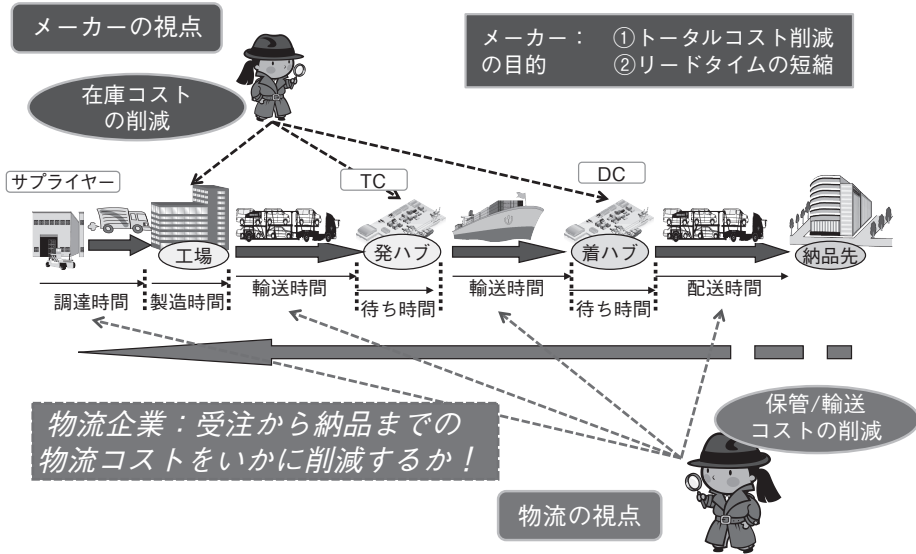 メーカーの視点
メーカー： ①トータルコスト削減
の目的 ②リードタイムの短縮
在庫コスト
の削減
サプライヤー
TC
DC
工場
発ハブ
着ハブ
納品先
調達時間
製造時間
輸送時間
待ち時間
輸送時間
待ち時間
配送時間
物流企業：受注から納品までの
物流コストをいかに削減するか！
保管/輸送
コストの削減
物流の視点